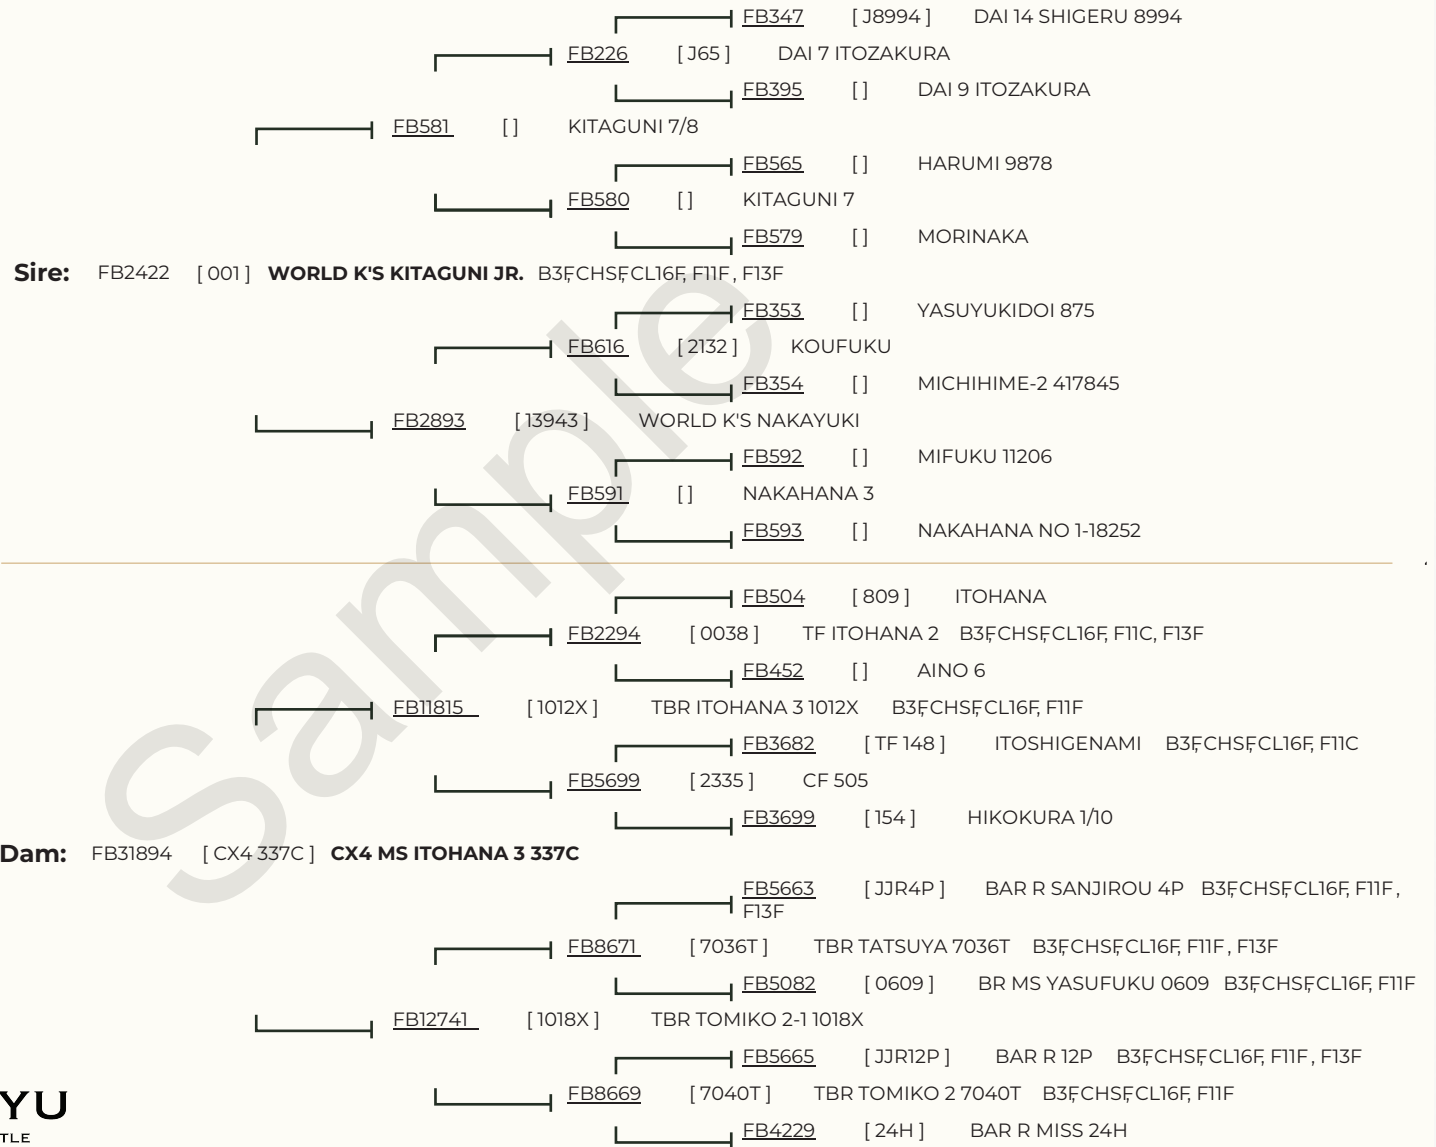 FB347 [ J8994 ] DAI 14 SHIGERU 8994
FB226 [ J65 ] DAI 7 ITOZAKURA
FB395 [ ] DAI 9 ITOZAKURA
FB581 [ ] KITAGUNI 7/8
FB565 [ ] HARUMI 9878
FB580 [ ] KITAGUNI 7
FB579 [ ] MORINAKA
Sire: FB2422 [ 001 ] WORLD K'S KITAGUNI JR. B3F,CHSF,CL16F, F11F, F13F
FB353 [ ] YASUYUKIDOI 875
FB616 [ 2132 ] KOUFUKU
FB354 [ ] MICHIHIME-2 417845
FB2893 [ 13943 ] WORLD K'S NAKAYUKI
FB592 [ ] MIFUKU 11206
FB591 [ ] NAKAHANA 3
FB593 [ ] NAKAHANA NO 1-18252
Sample
FB504 [ 809 ] ITOHANA
FB2294 [ 0038 ] TF ITOHANA 2 B3F,CHSF,CL16F, F11C, F13F
FB452 [ ] AINO 6
FB11815 [ 1012X ] TBR ITOHANA 3 1012X B3F,CHSF,CL16F, F11F
FB3682 [ TF 148 ] ITOSHIGENAMI B3F,CHSF,CL16F, F11C
FB5699 [ 2335 ] CF 505
FB3699 [ 154 ] HIKOKURA 1/10
Dam: FB31894 [ CX4 337C ] CX4 MS ITOHANA 3 337C
FB5663 [ JJR4P ] BAR R SANJIROU 4P B3F,CHSF,CL16F, F11F,
F13F
FB8671 [ 7036T ] TBR TATSUYA 7036T B3F,CHSF,CL16F, F11F, F13F
FB5082 [ 0609 ] BR MS YASUFUKU 0609 B3F,CHSF,CL16F, F11F
FB12741 [ 1018X ] TBR TOMIKO 2-1 1018X
FB5665 [ JJR12P ] BAR R 12P B3F,CHSF,CL16F, F11F, F13F
FB8669 [ 7040T ] TBR TOMIKO 2 7040T B3F,CHSF,CL16F, F11F
YU
TLE
FB4229 [ 24H ] BAR R MISS 24H